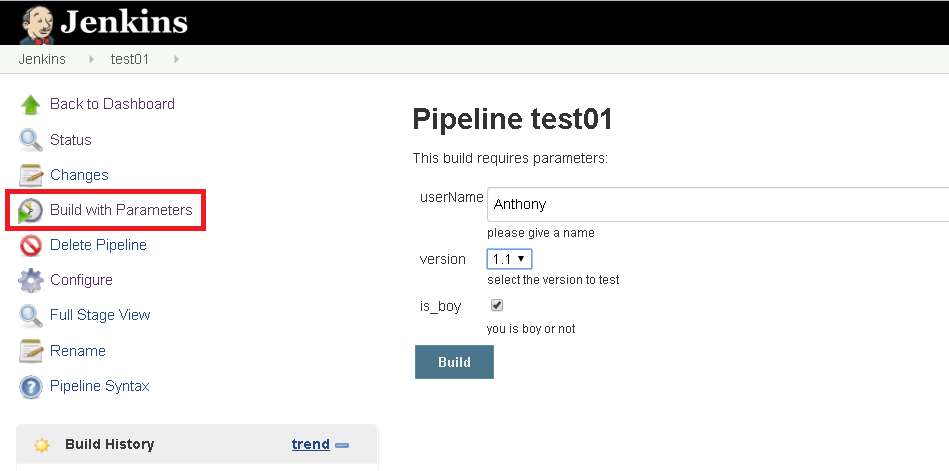 Jenkins
Jenkins test01
Back to Dashboard
Status
Changes
Build with Parameters
Delete Pipeline
Configure
Full Stage View
Rename
Pipeline Syntax
Build History trend
Pipeline test01
This build requires parameters:
userName Anthony
please give a name
version 1.1
select the version to test
is_boy
you is boy or not
Build